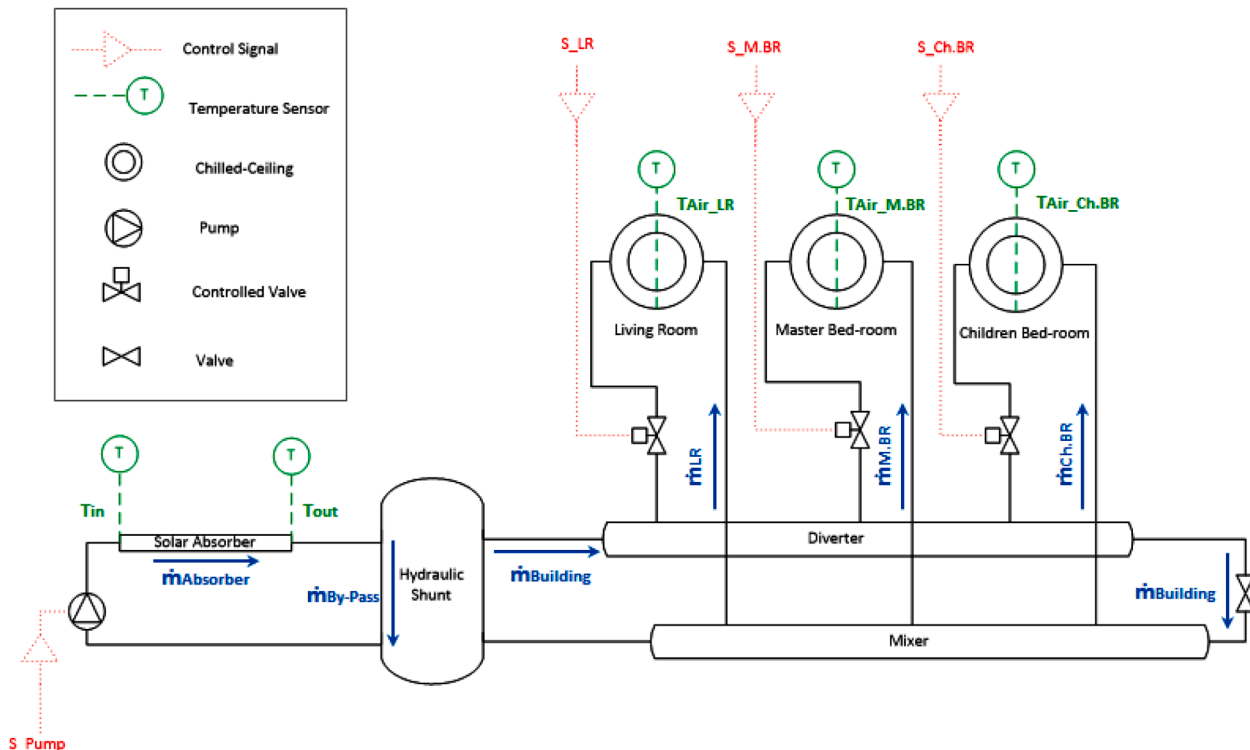 Control Signal
T
Temperature Sensor
Chilled-Ceiling
Pump
Controlled Valve
Valve
S_LR
S_M.BR
S_Ch.BR
T
T
T
TAir_LR
TAir_M.BR
TAir_Ch.BR
Living Room
Master Bed-room
Children Bed-room
ṁLR
ṁM.BR
ṁCh.BR
T
T
Tin
Tout
Solar Absorber
ṁAbsorber
ṁBy-Pass
Hydraulic
Shunt
ṁBuilding
Diverter
ṁBuilding
Mixer
S_Pump